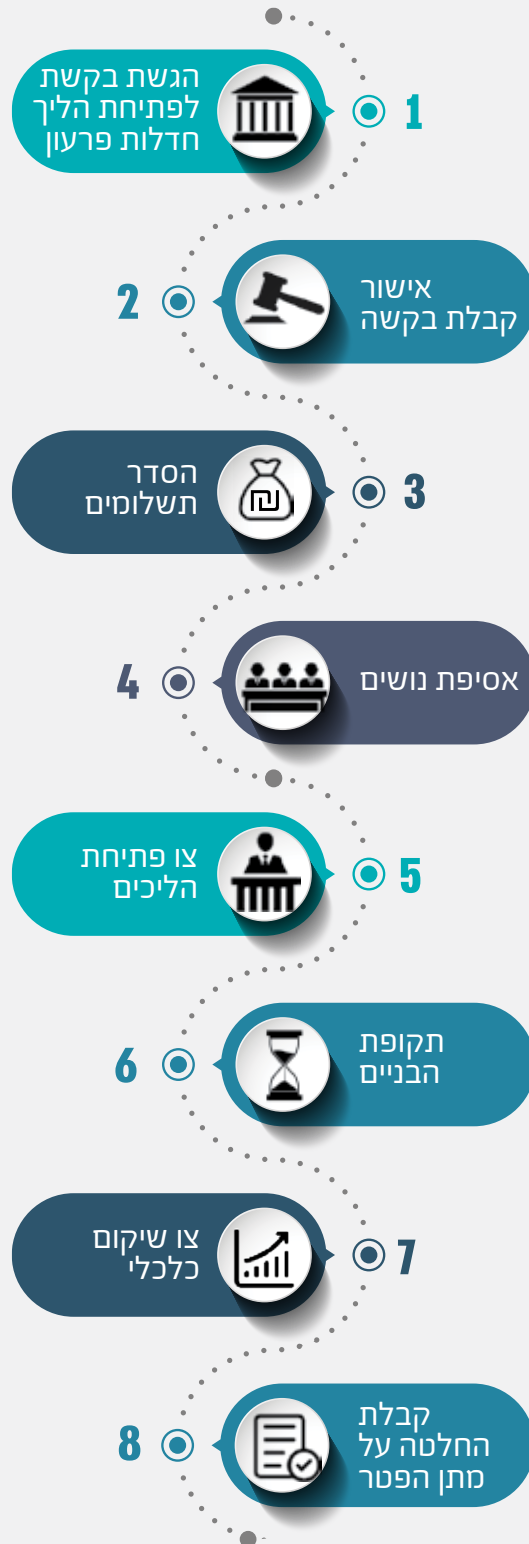 הגשת בקשת
לפתיחת הליך
חדלות פרעון
1
אישור
קבלת בקשה
2
הסדר
תשלומים
₪
3
אסיפת נושים
4
צו פתיחת
הליכים
5
תקופת
הבניים
6
צו שיקום
כלכלי
7
קבלת
החלטה על
מתן הפטר
8